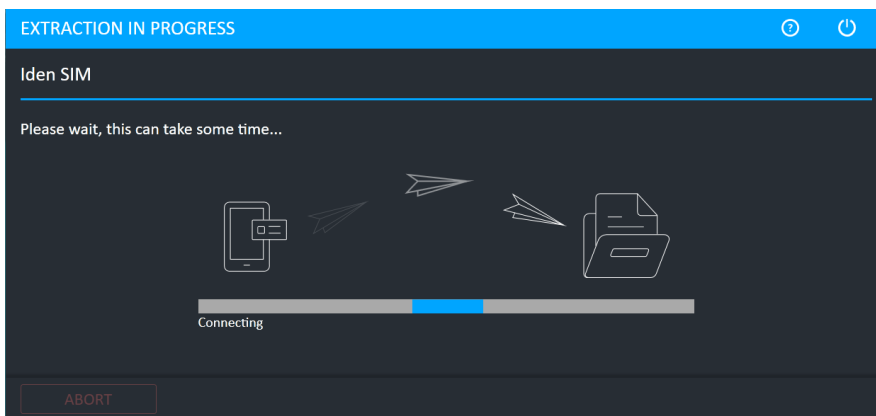 EXTRACTION IN PROGRESS
Iden SIM
Please wait, this can take some time...
Connecting
ABORT